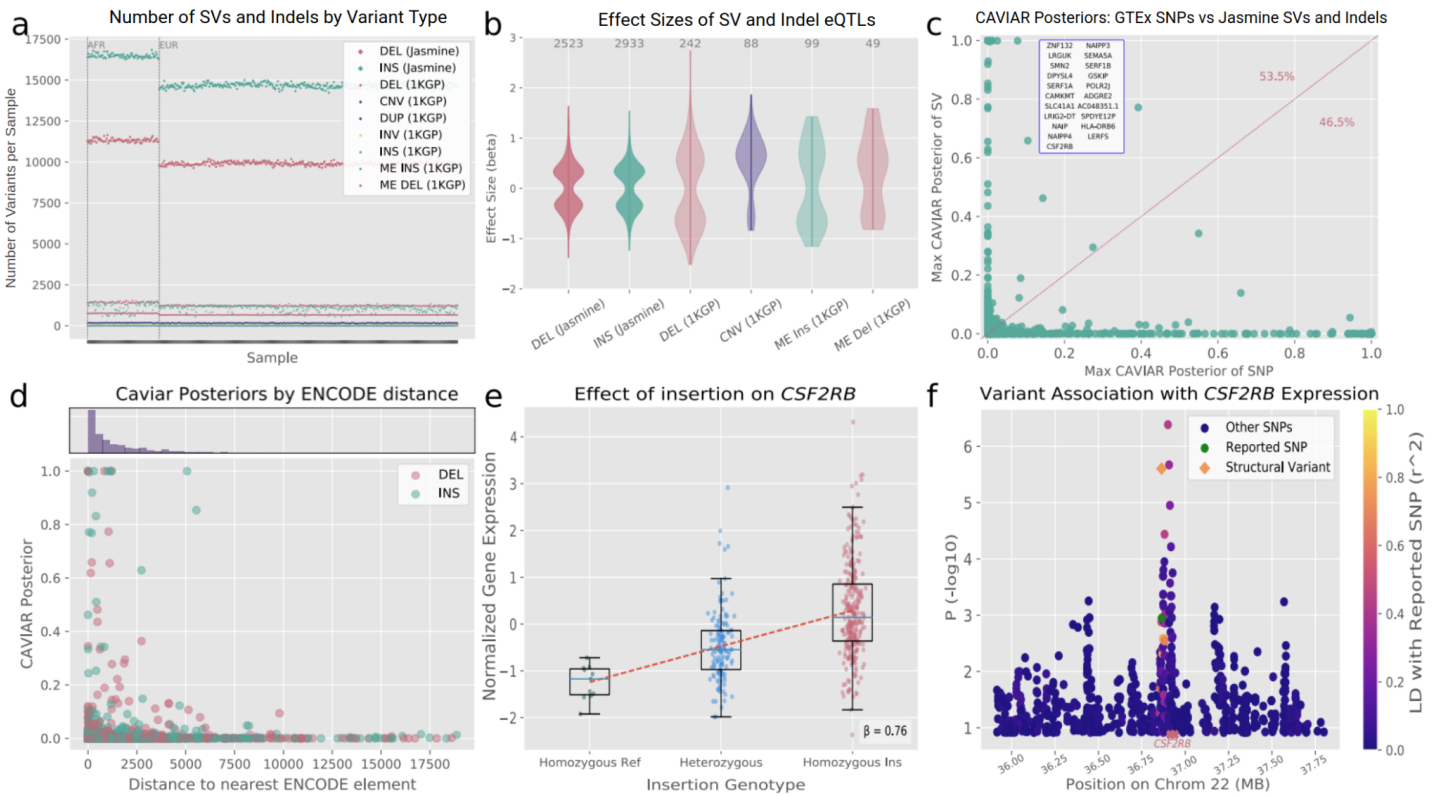 a
Number of SVs and Indels by Variant Type
17500
15000
12500
10000
7500
5000
2500
0
Number of Variants per Sample
AFR
EUR
DEL (Jasmine)
INS (Jasmine)
DEL (1KGP)
CNV (1KGP)
DUP (1KGP)
INV (1KGP)
INS (1KGP)
ME INS (1KGP)
ME DEL (1KGP)
Sample
b
Effect Sizes of SV and Indel eQTLs
2523 2933 242 88 99 49
3
2
1
0
−1
−2
Effect Size (beta)
DEL (Jasmine)
INS (Jasmine)
DEL (1KGP)
CNV (1KGP)
ME Ins (1KGP)
ME Del (1KGP)
c
CAVIAR Posteriors: GTEx SNPs vs Jasmine SVs and Indels
1.0
0.8
0.6
0.4
0.2
0.0
Max CAVIAR Posterior of SV
ZNF132 NAIPP3
LRGUK SEMA5A
SMN2 SERF1B
DPYSL4 GSKIP
SERF1A POLR2J
CAMKMT ADGRE2
SLC41A1 AC048351.1
LRIG2-DT SPDYE12P
NAIP HLA-DRB6
NAIPP4 LERFS
CSF2RB
53.5%
46.5%
0.0 0.2 0.4 0.6 0.8 1.0
Max CAVIAR Posterior of SNP
d
Caviar Posteriors by ENCODE distance
1.0
0.8
0.6
0.4
0.2
0.0
CAVIAR Posterior
DEL
INS
0 2500 5000 7500 10000 12500 15000 17500
Distance to nearest ENCODE element
e
Effect of insertion on CSF2RB
4
3
2
1
0
−1
−2
Normalized Gene Expression
β = 0.76
Homozygous Ref Heterozygous Homozygous Ins
Insertion Genotype
f
Variant Association with CSF2RB Expression
6
5
4
3
2
1
P (-log10)
Other SNPs
Reported SNP
Structural Variant
CSF2RB
36.00 36.25 36.50 36.75 37.00 37.25 37.50 37.75
Position on Chrom 22 (MB)
1.0
0.8
0.6
0.4
0.2
0.0
LD with Reported SNP (r^2)